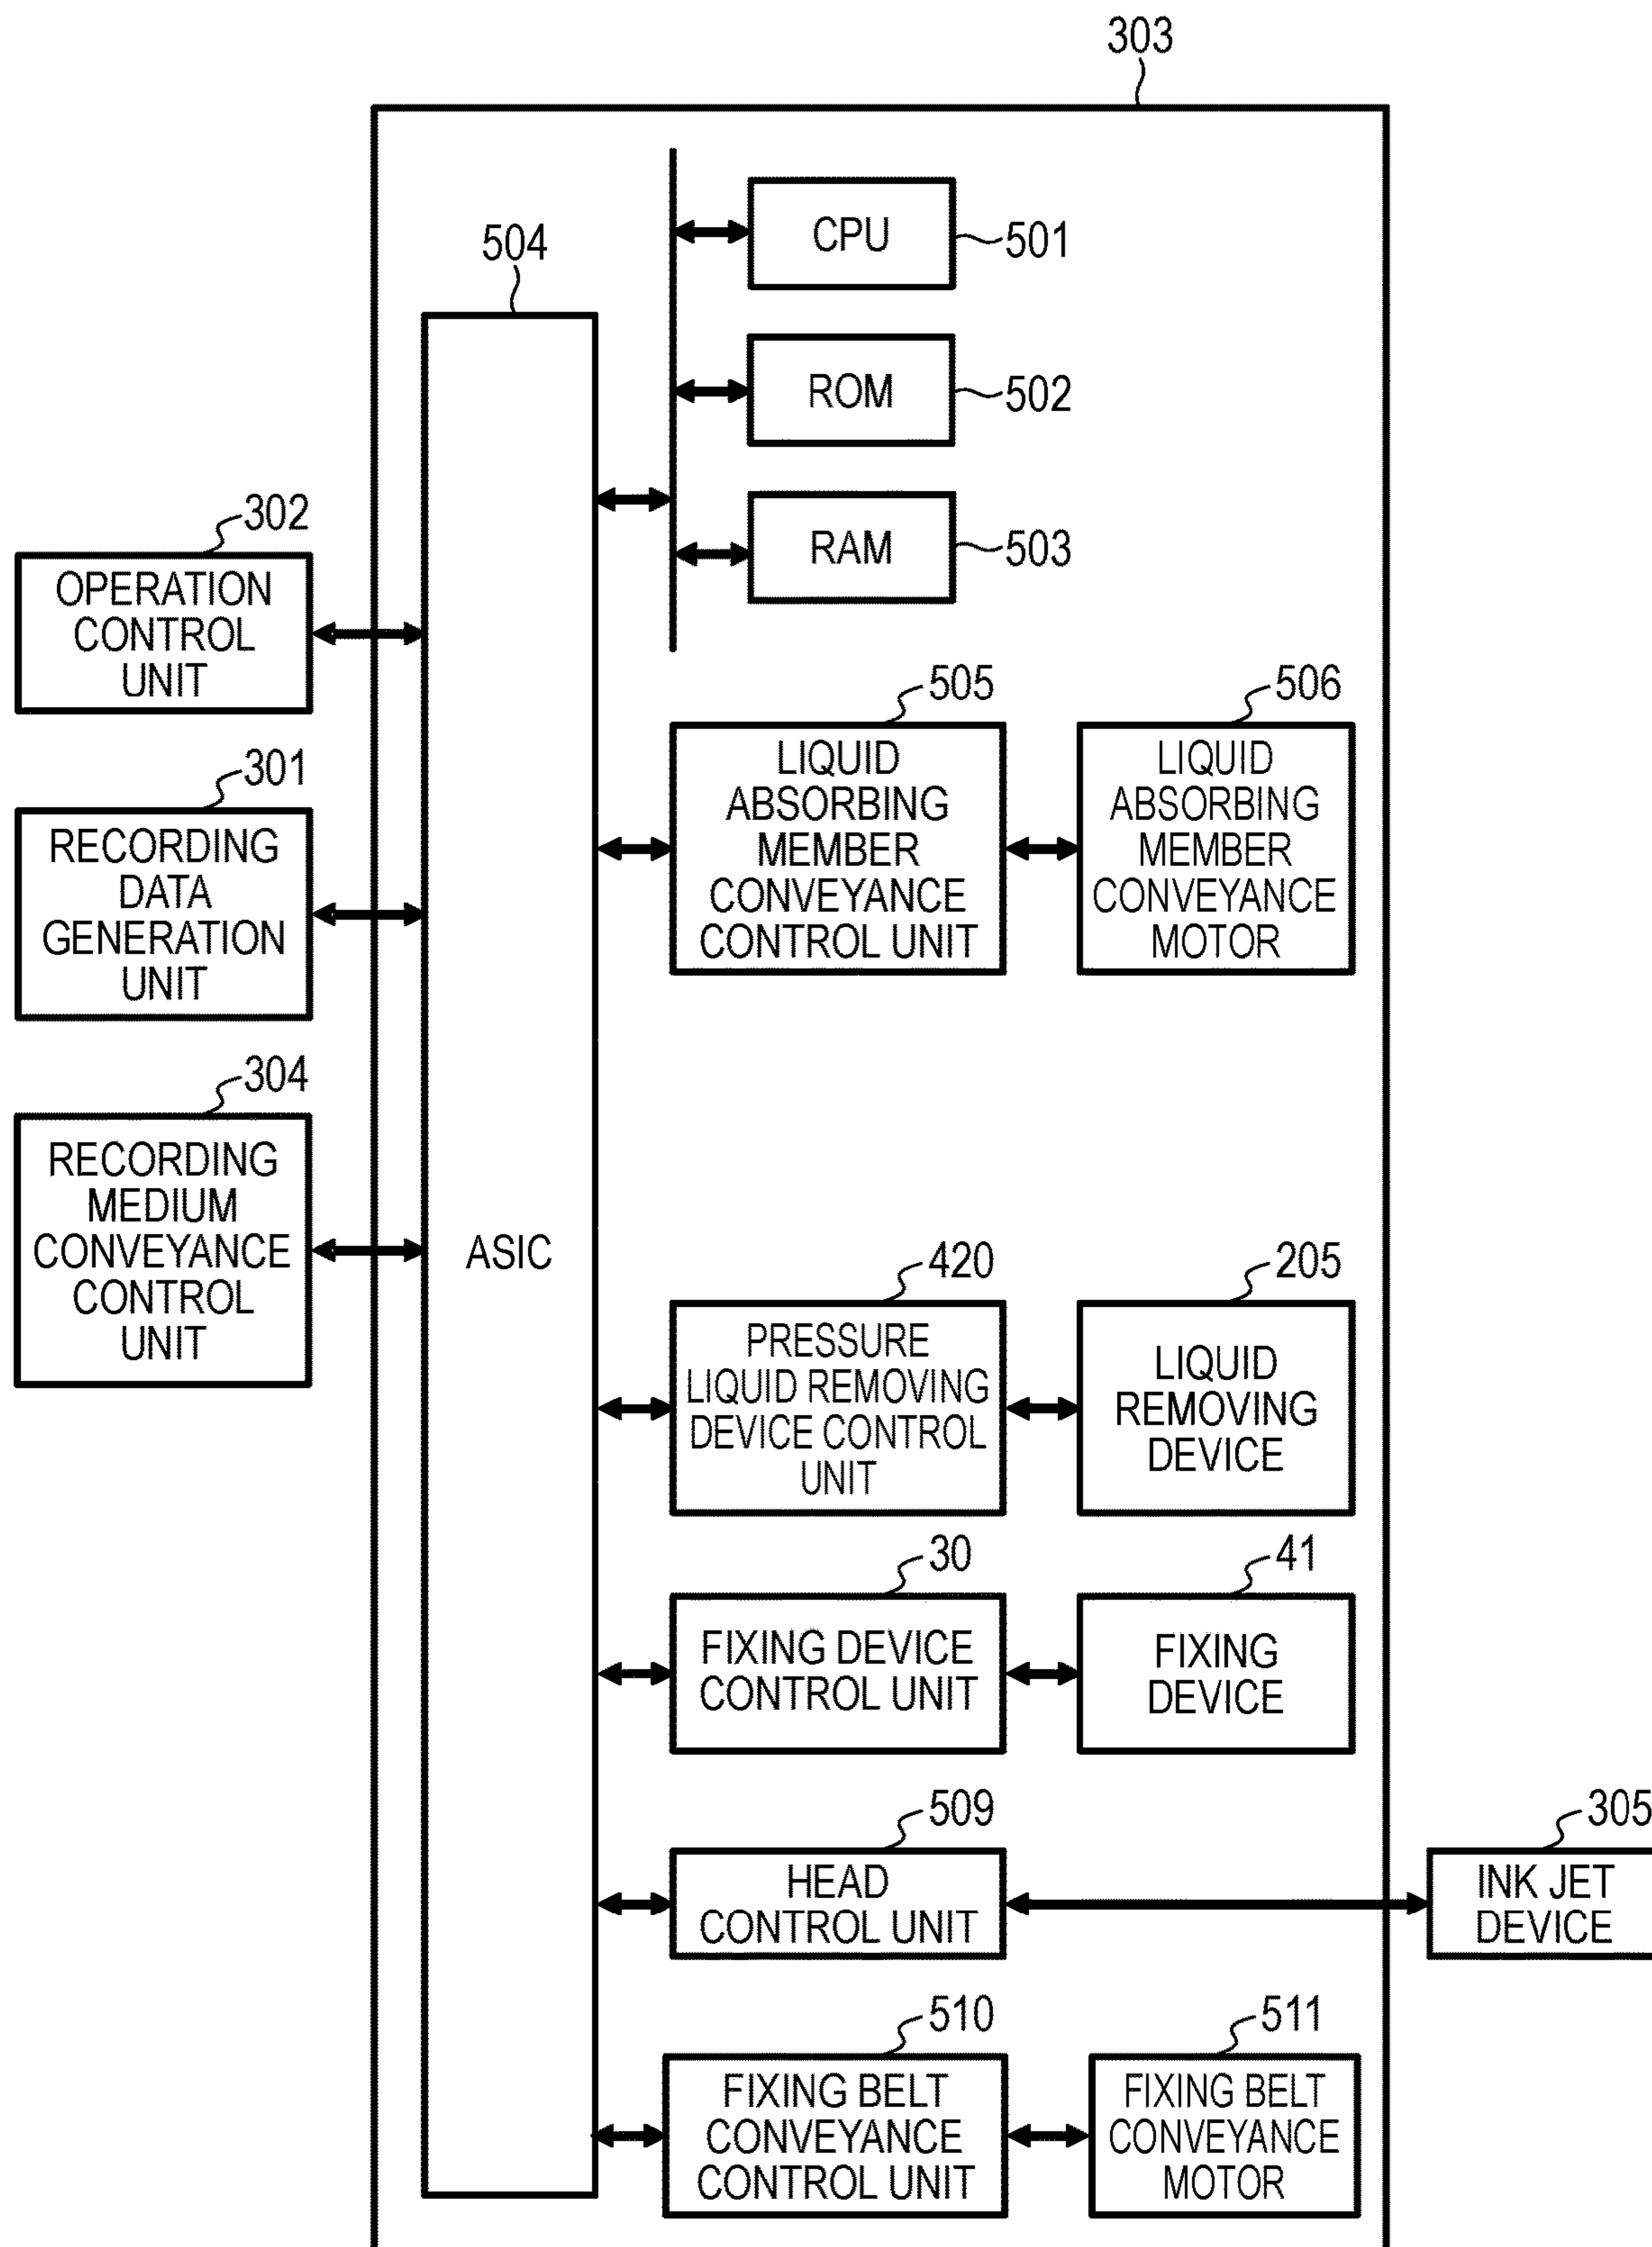 303
504
CPU
501
ROM
502
RAM
503
302
OPERATION
CONTROL
UNIT
301
RECORDING
DATA
GENERATION
UNIT
304
RECORDING
MEDIUM
CONVEYANCE
CONTROL
UNIT
ASIC
505
LIQUID
ABSORBING
MEMBER
CONVEYANCE
CONTROL UNIT
506
LIQUID
ABSORBING
MEMBER
CONVEYANCE
MOTOR
420
PRESSURE
LIQUID REMOVING
DEVICE CONTROL
UNIT
205
LIQUID
REMOVING
DEVICE
30
FIXING DEVICE
CONTROL UNIT
41
FIXING
DEVICE
509
HEAD
CONTROL UNIT
305
INK JET
DEVICE
510
FIXING BELT
CONVEYANCE
CONTROL UNIT
511
FIXING BELT
CONVEYANCE
MOTOR